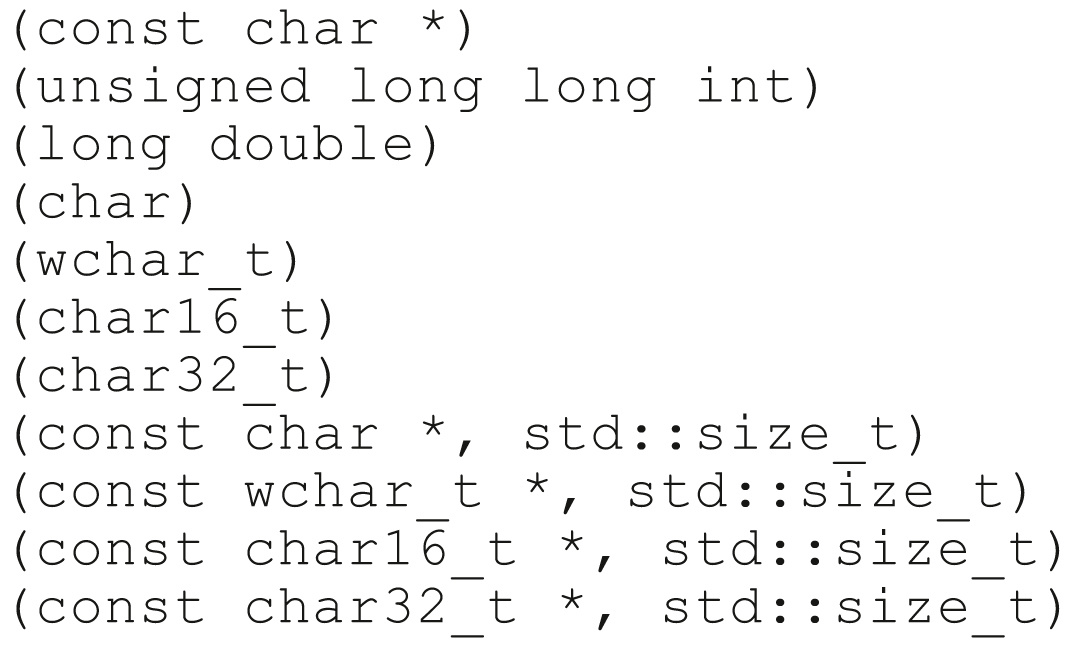 (const char *)
(unsigned long long int)
(long double)
(char)
(wchar_t)
(char16_t)
(char32_t)
(const char *, std::size_t)
(const wchar_t *, std::size_t)
(const char16_t *, std::size_t)
(const char32_t *, std::size_t)